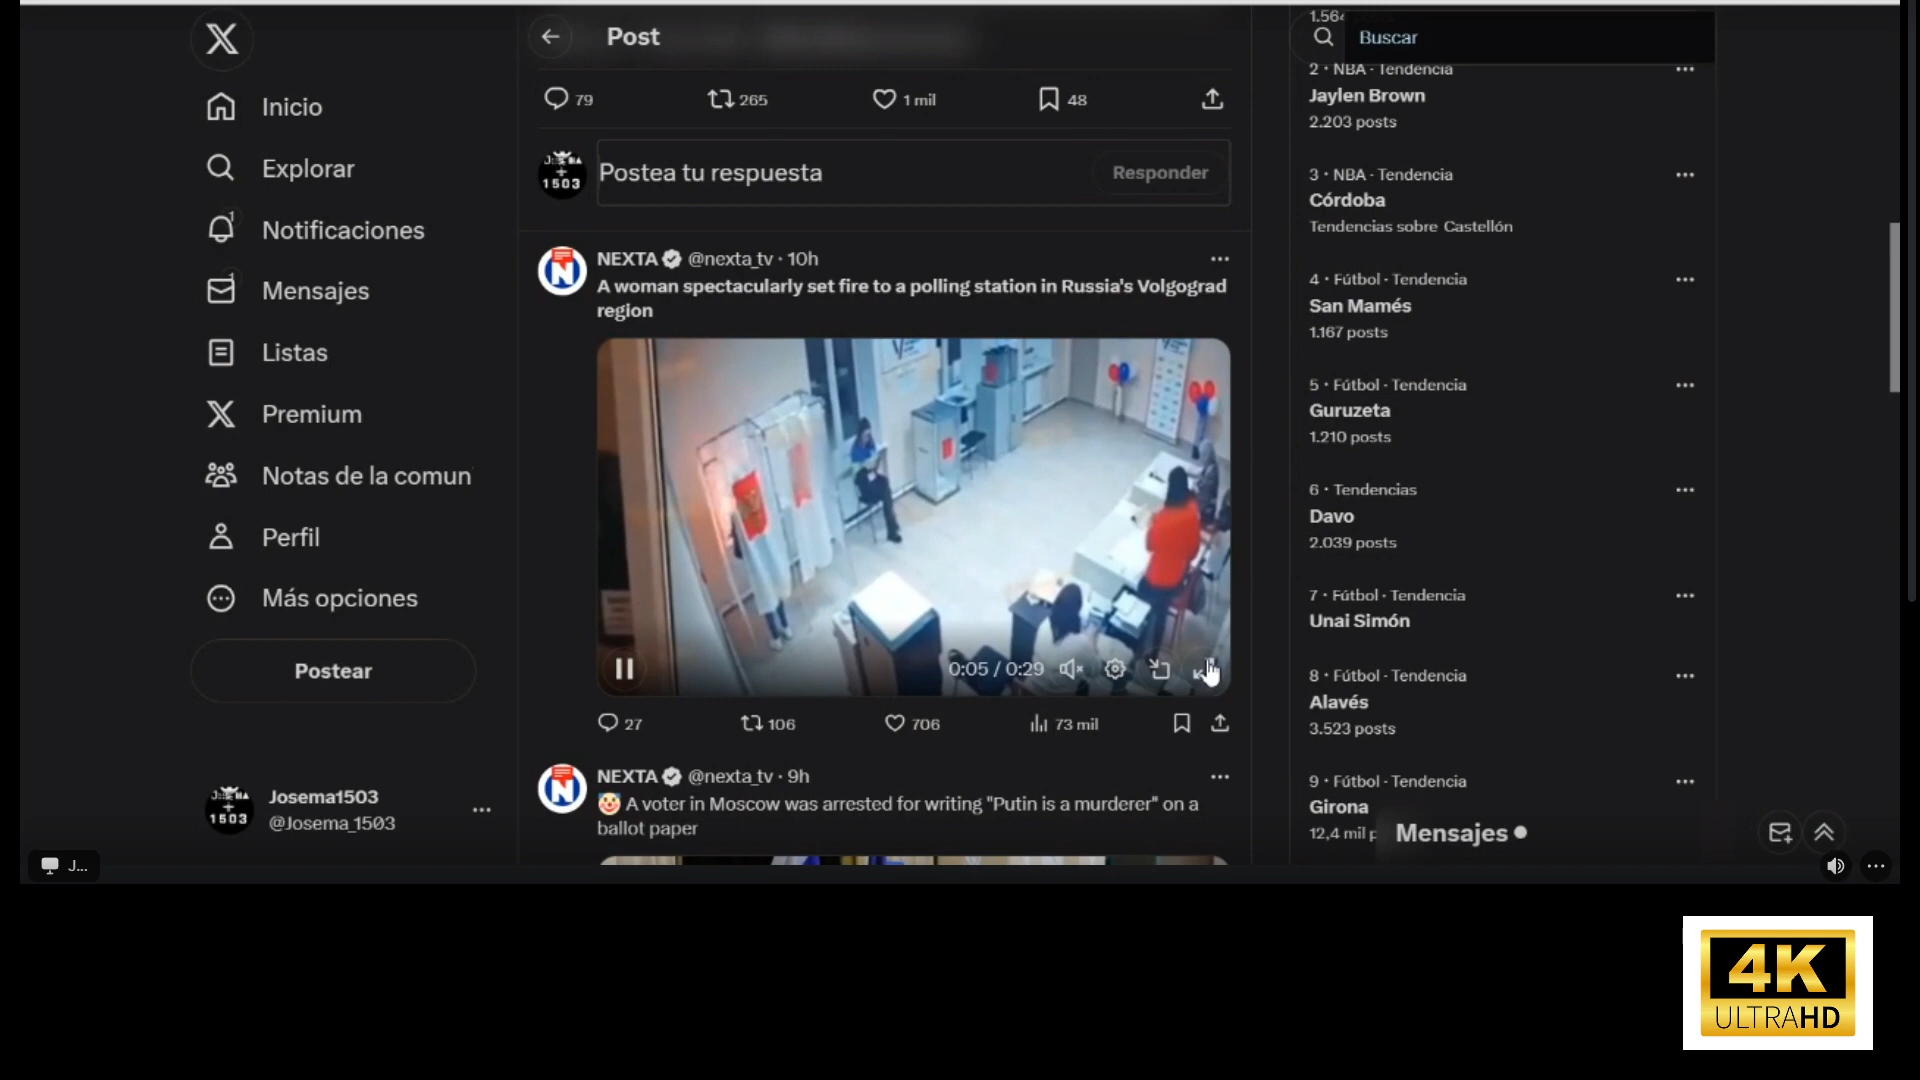 Inicio
Explorar
1
Notificaciones
1
Mensajes
Listas
Premium
Notas de la comun
Perfil
Más opciones
Postear
Josema1503
@Josema_1503
J...
Post
79
265
1 mil
48
1503
Postea tu respuesta
Responder
NEXTA @nexta_tv · 10h
A woman spectacularly set fire to a polling station in Russia's Volgograd
region
0:05 / 0:29
27
106
706
73 mil
NEXTA @nexta_tv · 9h
A voter in Moscow was arrested for writing "Putin is a murderer" on a
ballot paper
Buscar
2 · NBA · Tendencia
Jaylen Brown
2.203 posts
3 · NBA · Tendencia
Córdoba
Tendencias sobre Castellón
4 · Fútbol · Tendencia
San Mamés
1.167 posts
5 · Fútbol · Tendencia
Guruzeta
1.210 posts
6 · Tendencias
Davo
2.039 posts
7 · Fútbol · Tendencia
Unai Simón
8 · Fútbol · Tendencia
Alavés
3.523 posts
9 · Fútbol · Tendencia
Girona
12,4 mil p
Mensajes
4K
ULTRAHD